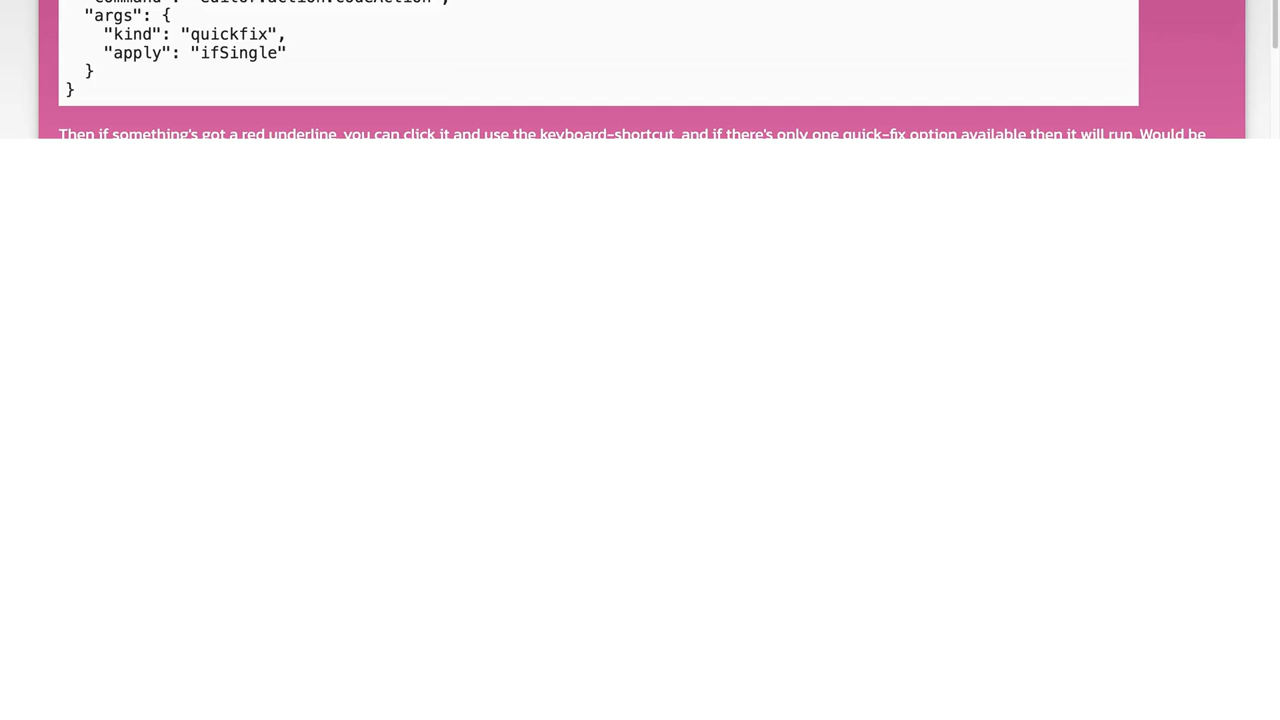 "args": {
"kind": "quickfix",
"apply": "ifSingle"
}
}
Then if something's got a red underline, you can click it and use the keyboard-shortcut, and if there's only one quick-fix option available then it will run. Would be